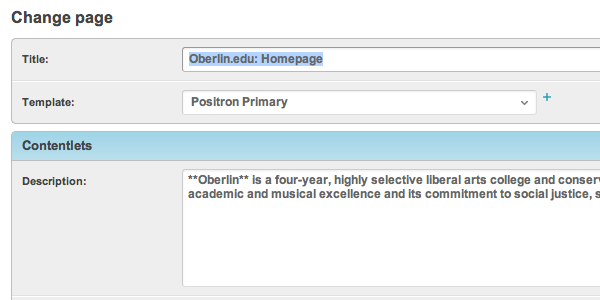 Change page
Title: Oberlin.edu: Homepage
Template: Positron Primary +
Contentlets
Description: **Oberlin** is a four-year, highly selective liberal arts college and
academic and musical excellence and its commitment to social justice,